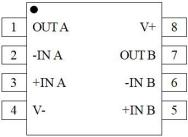 1 OUT A V+ 8
2 -IN A OUT B 7
3 +IN A -IN B 6
4 V- +IN B 5